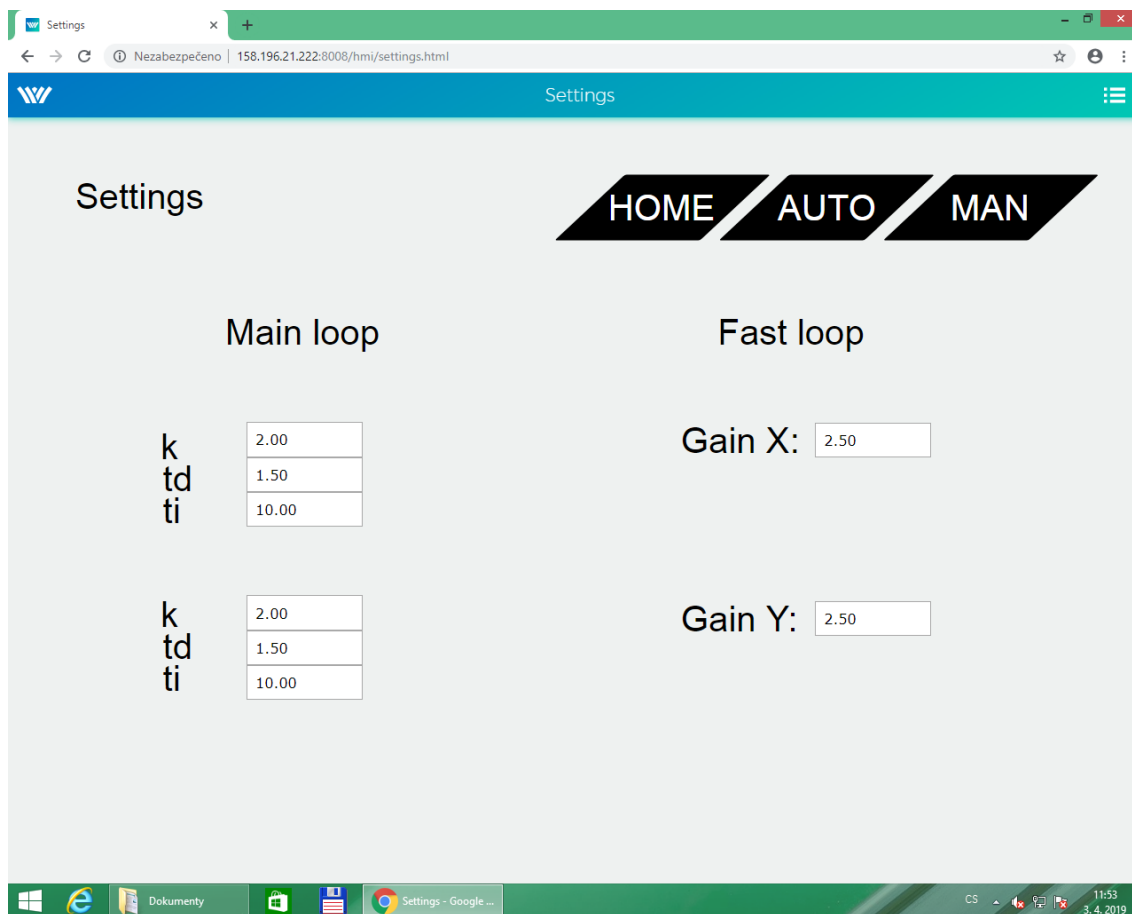 Settings
Nezabezpečeno | 158.196.21.222:8008/hmi/settings.html
Settings
Settings
HOME AUTO MAN
Main loop
Fast loop
k 2.00
td 1.50
ti 10.00
Gain X: 2.50
k 2.00
td 1.50
ti 10.00
Gain Y: 2.50
Dokumenty
Settings - Google ...
CS
11:53
3. 4. 2019